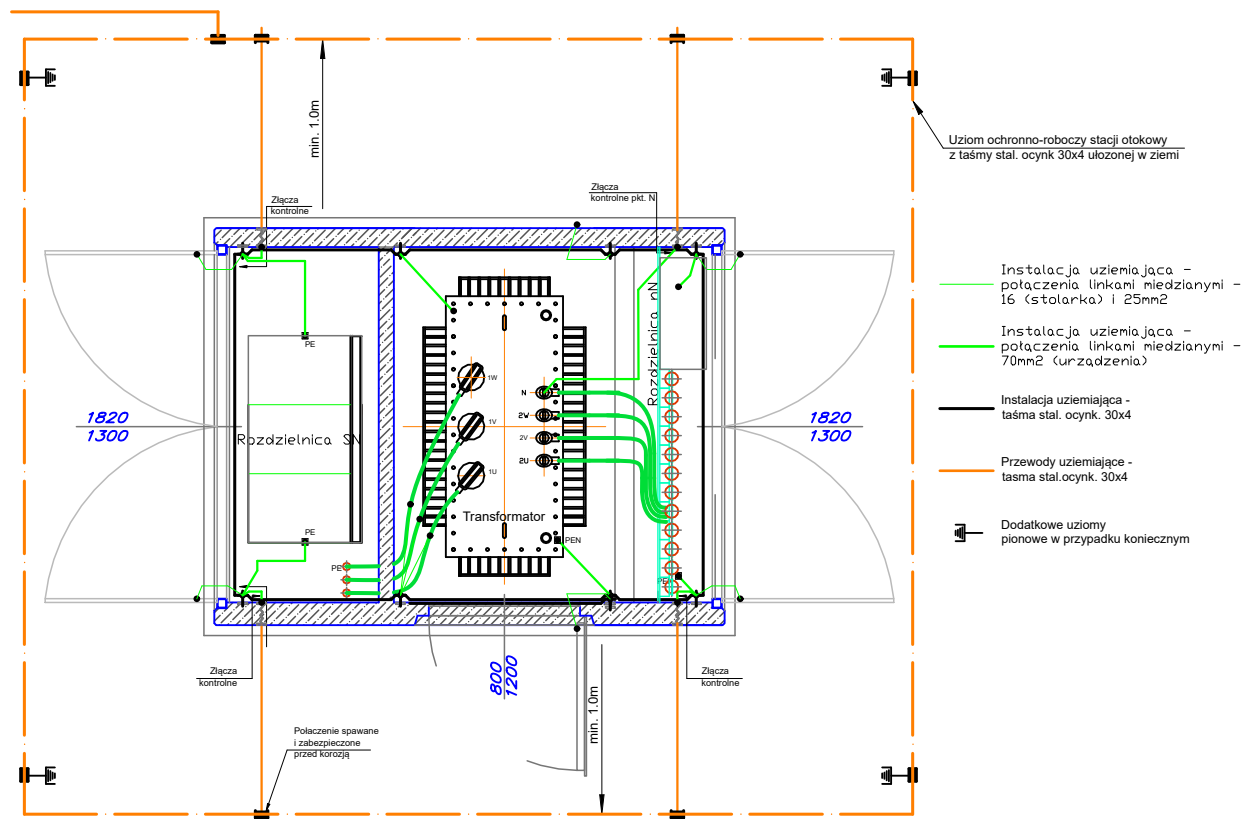 min. 1.0m
Uziom ochronno-roboczy stacji otokowy
z taśmy stal. ocynk 30x4 ułozonej w ziemi
Złącza
kontrolne
Złącza
kontrolne pkt. N
Instalacja uziemiająca -
połączenia linkami miedzianymi -
16 (stolarka) i 25mm2
Instalacja uziemiająca -
połączenia linkami miedzianymi -
70mm2 (urządzenia)
Instalacja uziemiająca -
taśma stal. ocynk. 30x4
Przewody uziemiające -
tasma stal.ocynk. 30x4
Dodatkowe uziomy
pionowe w przypadku koniecznym
PE
Rozdzielnica SN
PE
PE
1820
1300
1W
1V
1U
N
2W
2V
2U
Transformator
PEN
Rozdzielnica nN
PEN
1820
1300
Złącza
kontrolne
800
1200
Złącza
kontrolne
Połaczenie spawane
i zabezpieczone
przed korozją
min. 1.0m